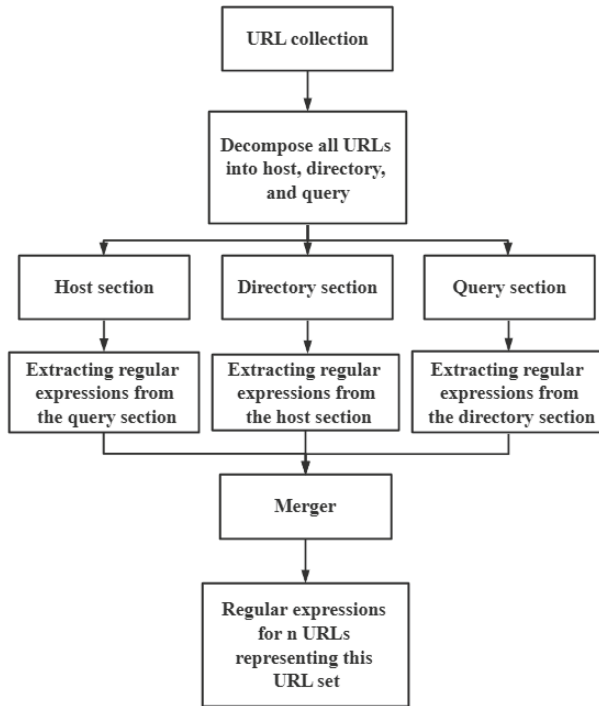 URL collection
Decompose all URLs
into host, directory,
and query
Host section
Directory section
Query section
Extracting regular
expressions from
the query section
Extracting regular
expressions from
the host section
Extracting regular
expressions from
the directory section
Merger
Regular expressions
for n URLs
representing this
URL set